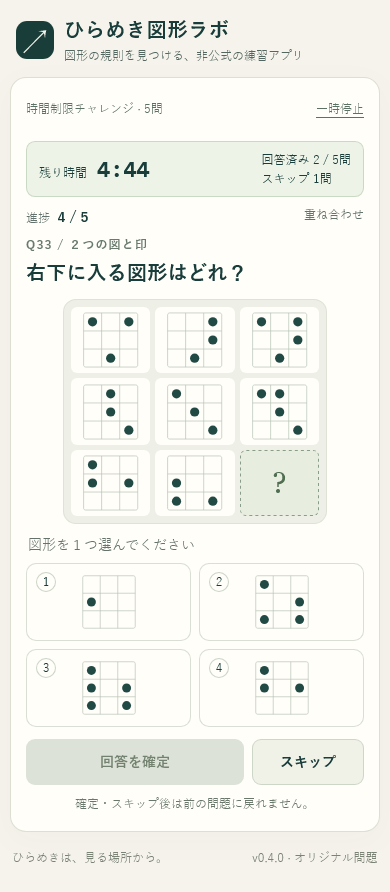 ひらめき図形ラボ
図形の規則を見つける、非公式の練習アプリ
時間制限チャレンジ · 5問
一時停止
残り時間 4:44
回答済み 2 / 5問
スキップ 1問
進捗 4 / 5
重ね合わせ
Q33 / 2つの図と印
右下に入る図形はどれ？
?
図形を1つ選んでください
1
2
3
4
回答を確定
スキップ
確定・スキップ後は前の問題に戻れません。
ひらめきは、見る場所から。
v0.4.0 · オリジナル問題